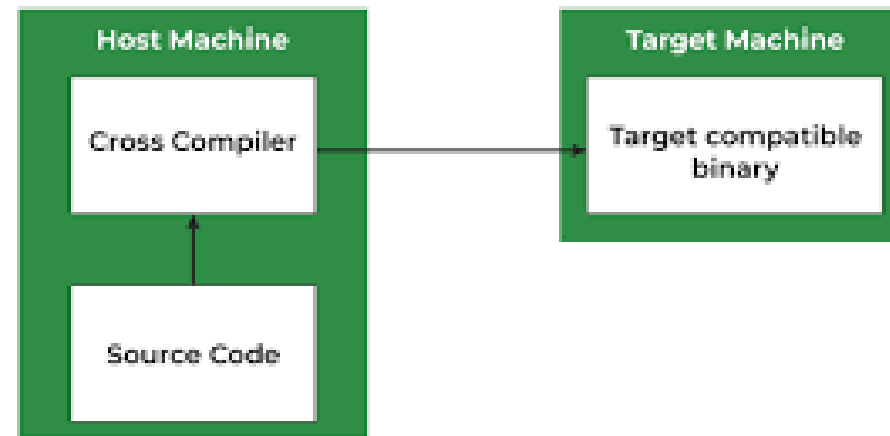 Host Machine
Cross Compiler
Source Code
Target Machine
Target compatible
binary